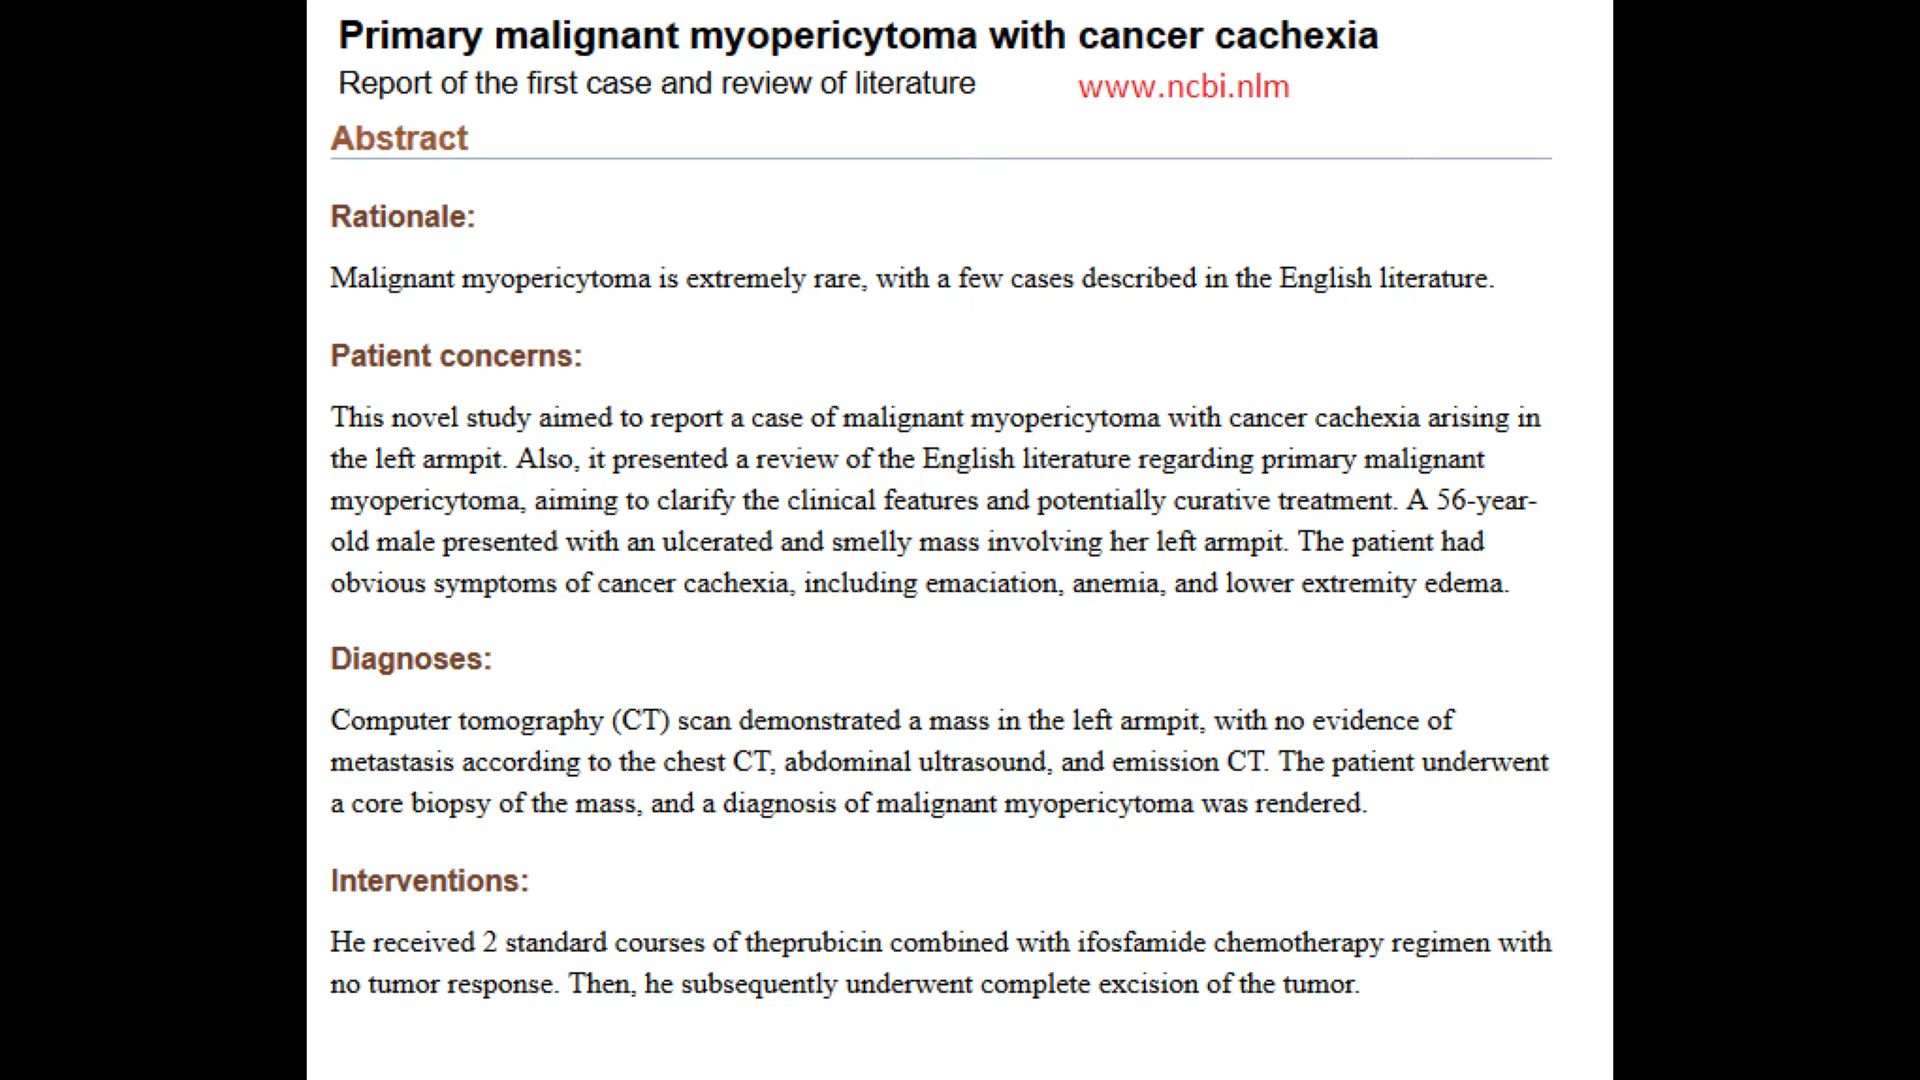 Primary malignant myopericytoma with cancer cachexia
Report of the first case and review of literature www.ncbi.nlm
Abstract
Rationale:
Malignant myopericytoma is extremely rare, with a few cases described in the English literature.
Patient concerns:
This novel study aimed to report a case of malignant myopericytoma with cancer cachexia arising in
the left armpit. Also, it presented a review of the English literature regarding primary malignant
myopericytoma, aiming to clarify the clinical features and potentially curative treatment. A 56-year-
old male presented with an ulcerated and smelly mass involving her left armpit. The patient had
obvious symptoms of cancer cachexia, including emaciation, anemia, and lower extremity edema.
Diagnoses:
Computer tomography (CT) scan demonstrated a mass in the left armpit, with no evidence of
metastasis according to the chest CT, abdominal ultrasound, and emission CT. The patient underwent
a core biopsy of the mass, and a diagnosis of malignant myopericytoma was rendered.
Interventions:
He received 2 standard courses of theprubicin combined with ifosfamide chemotherapy regimen with
no tumor response. Then, he subsequently underwent complete excision of the tumor.